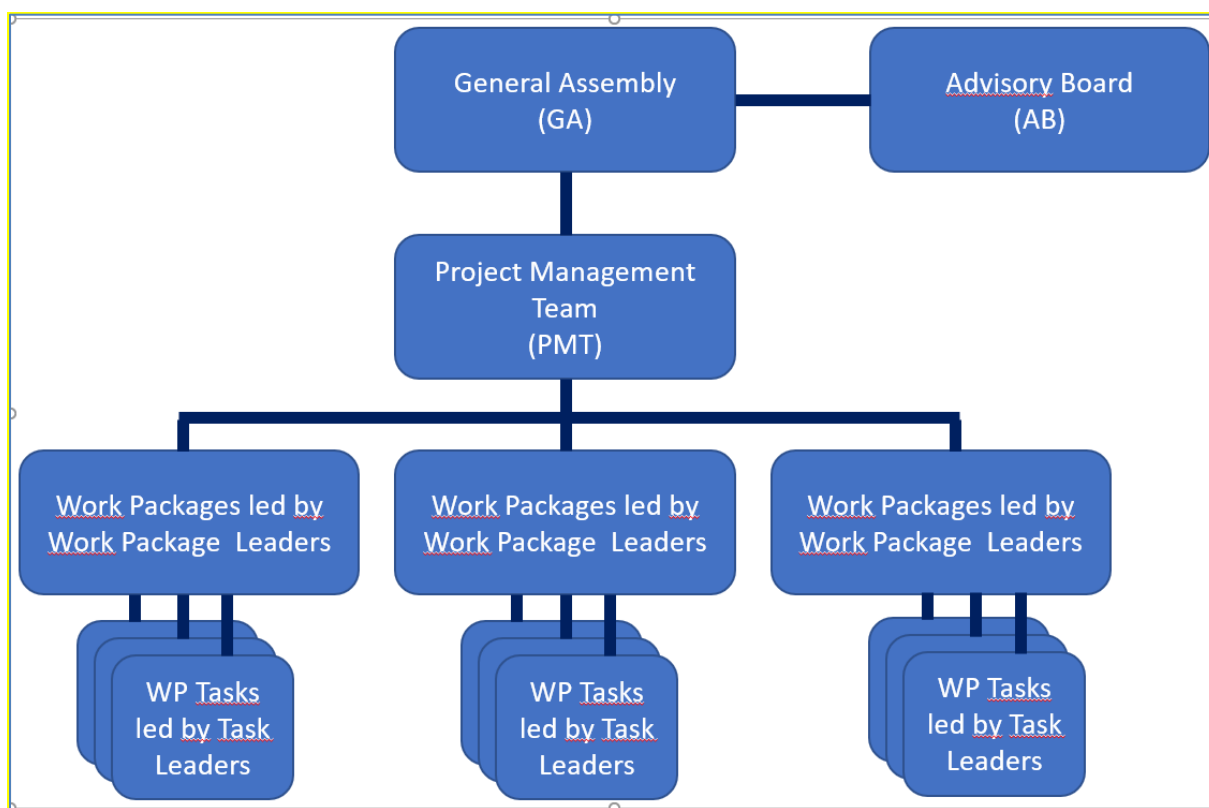 General Assembly
(GA)
Advisory Board
(AB)
Project Management
Team
(PMT)
Work Packages led by
Work Package  Leaders
Work Packages led by
Work Package  Leaders
Work Packages led by
Work Package  Leaders
WP Tasks
led by Task
Leaders
WP Tasks
led by Task
Leaders
WP Tasks
led by Task
Leaders